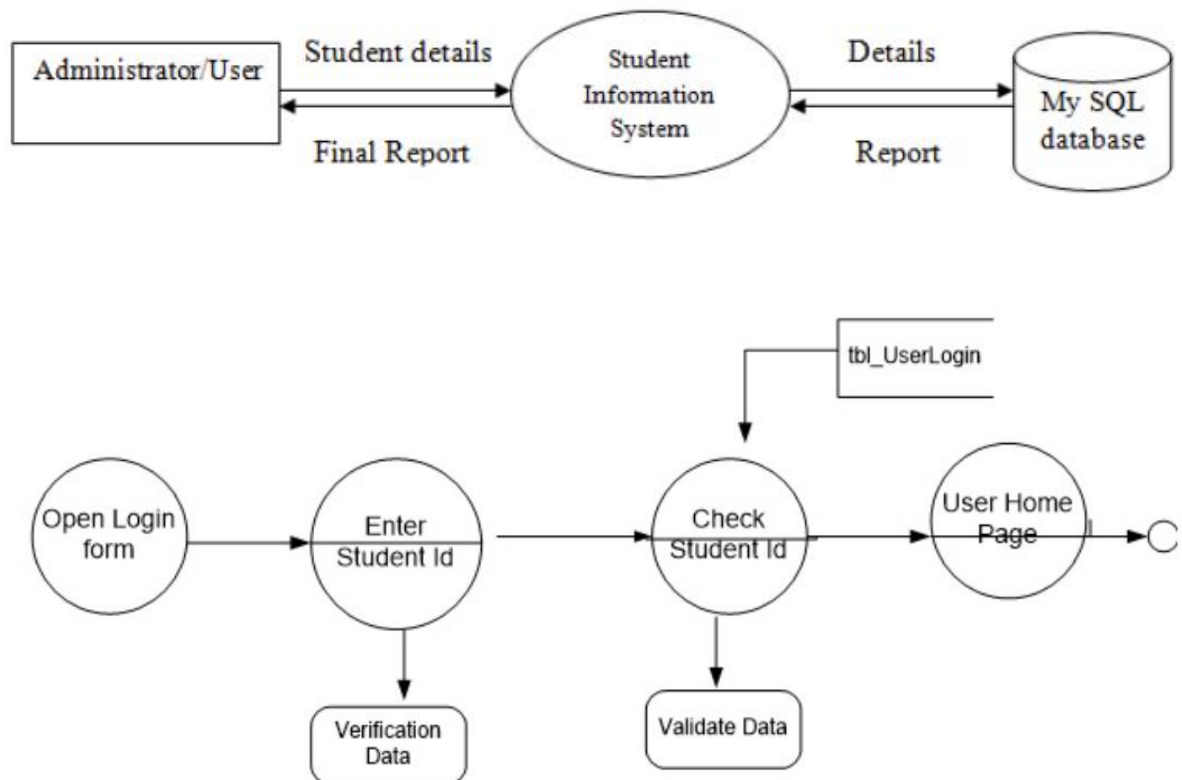 Administrator/User
Student details
Final Report
Student
Information
System
Details
Report
My SQL
database
tbl_UserLogin
Open Login
form
Enter
Student Id
Check
Student Id
User Home
Page
Verification
Data
Validate Data